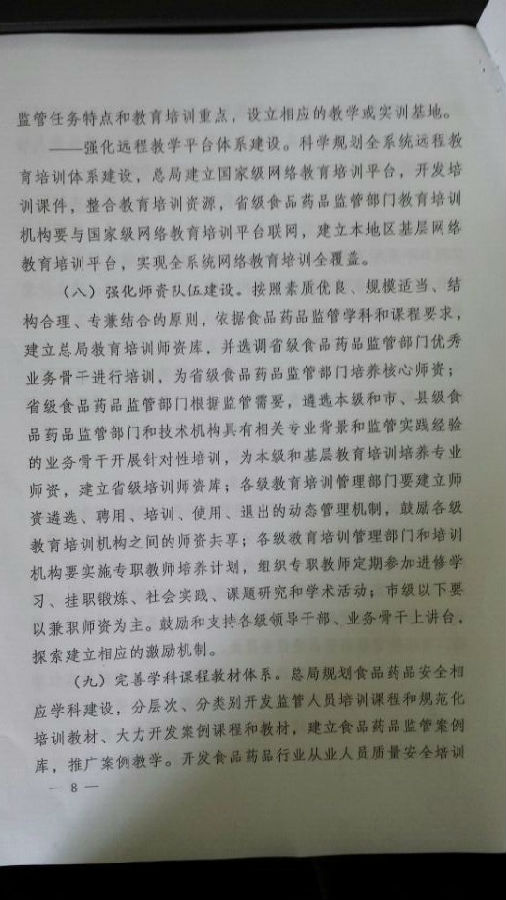 监管任务特点和教育培训重点，设立相应的教学或实训基地。
——强化远程教学平台体系建设。科学规划全系统远程教
育培训体系建设，总局建立国家级网络教育培训平台，开发培
训课件，整合教育培训资源，省级食品药品监管部门教育培训
机构要与国家级网络教育培训平台联网，建立本地区基层网络
教育培训平台，实现全系统网络教育培训全覆盖。
（八）强化师资队伍建设。按照素质优良、规模适当、结
构合理、专兼结合的原则，依据食品药品监管学科和课程要求，
建立总局教育培训师资库，并选调省级食品药品监管部门优秀
业务骨干进行培训，为省级食品药品监管部门培养核心师资；
省级食品药品监管部门根据监管需要，遴选本级和市、县级食
品药品监管部门和技术机构具有相关专业背景和监管实践经验
的业务骨干开展针对性培训，为本级和基层教育培训培养专业
师资，建立省级培训师资库；各级教育培训管理部门要建立师
资遴选、聘用、培训、使用、退出的动态管理机制，鼓励各级
教育培训机构之间的师资共享；各级教育培训管理部门和培训
机构要实施专职教师培养计划，组织专职教师定期参加进修学
习、挂职锻炼、社会实践、课题研究和学术活动；市级以下要
以兼职师资为主。鼓励和支持各级领导干部、业务骨干上讲台，
探索建立相应的激励机制。
（九）完善学科课程教材体系。总局规划食品药品安全相
应学科建设，分层次、分类别开发监管人员培训课程和规范化
培训教材、大力开发案例课程和教材，建立食品药品监管案例
库，推广案例教学。开发食品药品行业从业人员质量安全培训
— 8 —